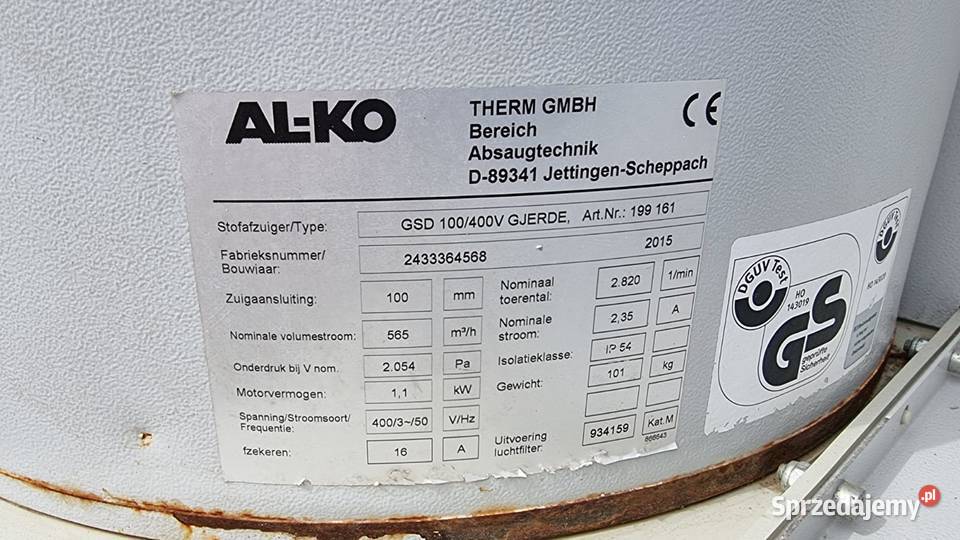 AL-KO
THERM GMBH
Bereich
Absaugtechnik
D-89341 Jettingen-Scheppach
CE
Stofafzuiger/Type: GSD 100/400V GJERDE, Art.Nr.: 199 161
Fabrieksnummer/
Bouwjaar: 2433364568 2015
Zuigaansluiting: 100 mm
Nominale volumestroom: 565 m³/h
Onderdruk bij V nom. 2.054 Pa
Motorvermogen: 1,1 kW
Spanning/Stroomsoort/
Frequentie: 400/3~/50 V/Hz
fzekeren: 16 A
Nominaal
toerental: 2.820 1/min
Nominale
stroom: 2,35 A
Isolatieklasse: IP 54
Gewicht: 101 kg
Uitvoering
luchtfilter: 934159 Kat.M
866643
DGUV Test
HO
143019
GS
geprüfte
Sicherheit
Sprzedajemy.pl